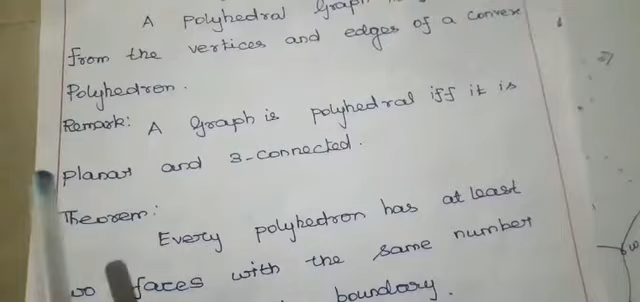 A Polyhedral Graph
from the vertices and edges of a convex
Polyhedron.
Remark: A Graph is polyhedral iff it is
planar and 3-connected.
Theorem:
Every polyhedron has at least
faces with the same number
boundary.